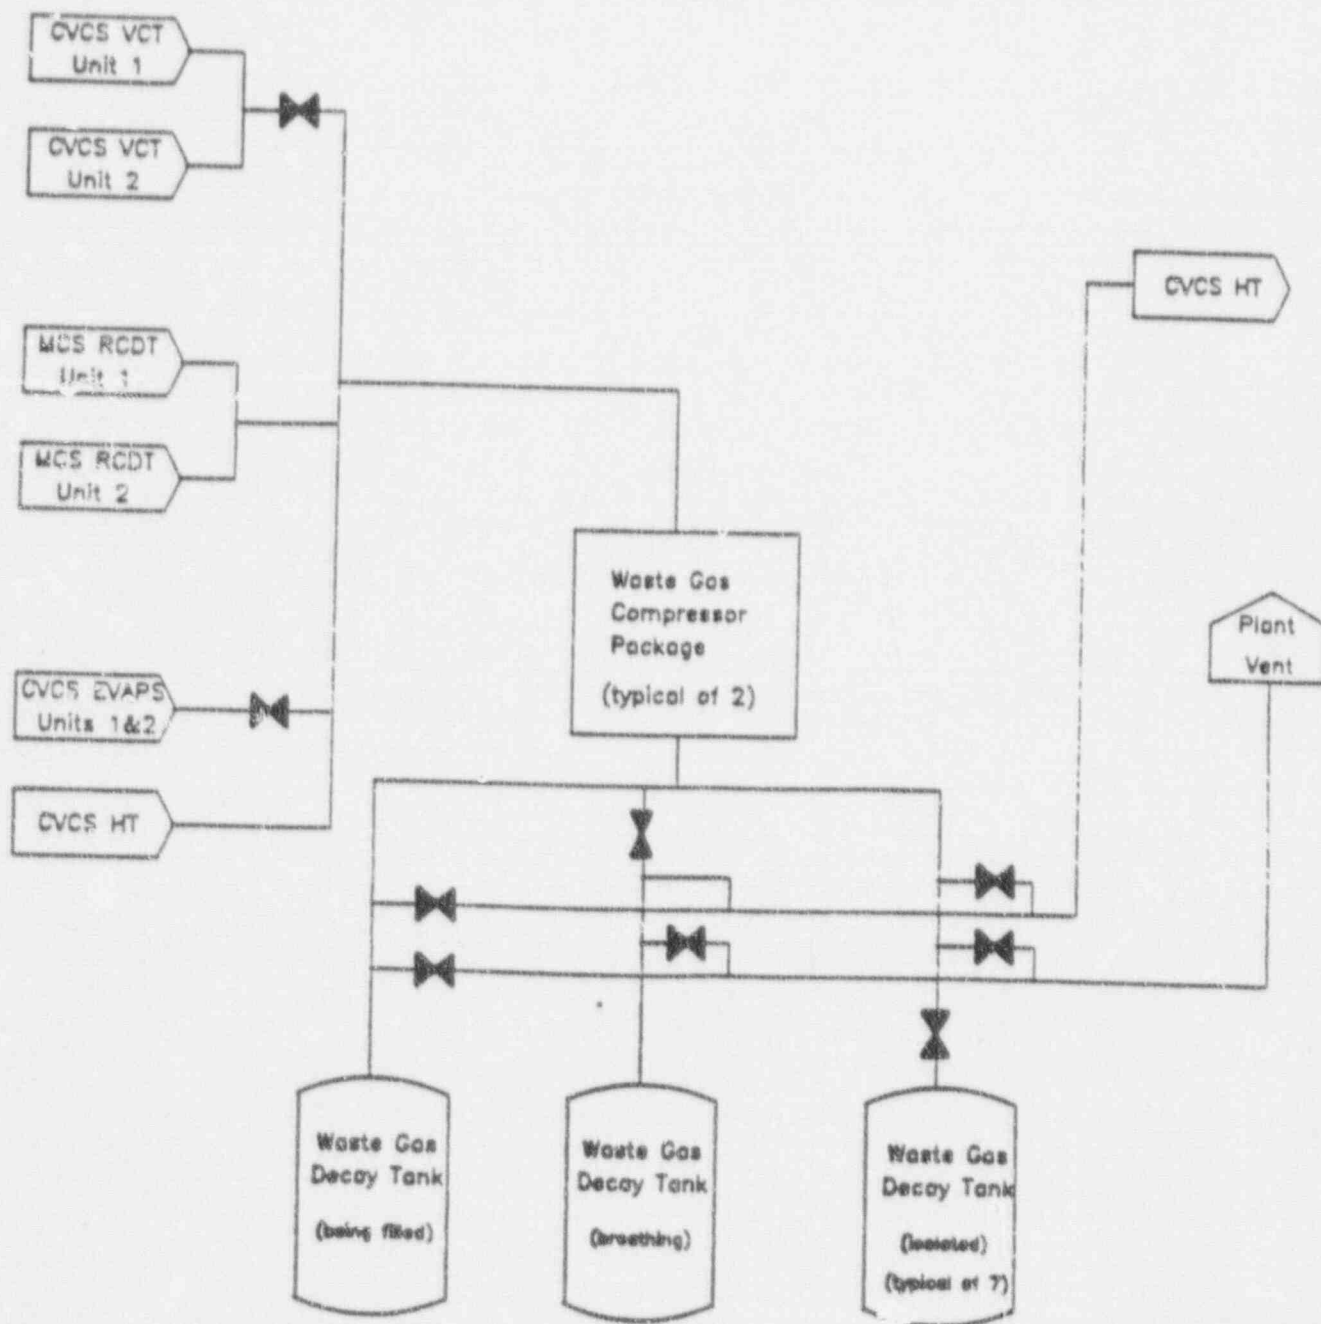 CVCS VCT
Unit 1
CVCS VCT
Unit 2
CVCS HT
MCS RCDT
Unit 1
MCS RCDT
Unit 2
Waste Gas
Compressor
Package
(typical of 2)
Plant
Vent
CVCS EVAPS
Units 1&2
CVCS HT
Waste Gas
Decay Tank
(being filled)
Waste Gas
Decay Tank
(breathing)
Waste Gas
Decay Tank
(isolated)
(typical of 7)